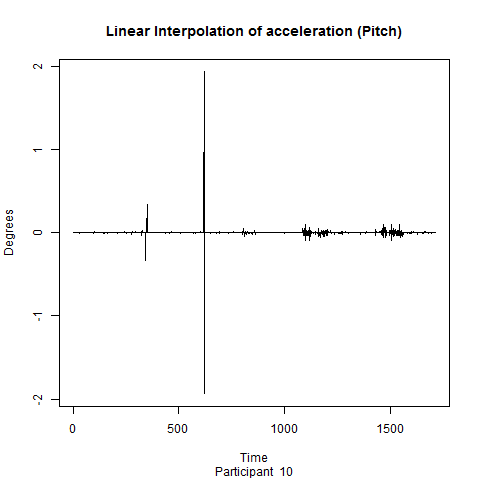 Linear Interpolation of acceleration (Pitch)
Degrees
2
1
0
-1
-2
0 500 1000 1500
Time
Participant 10